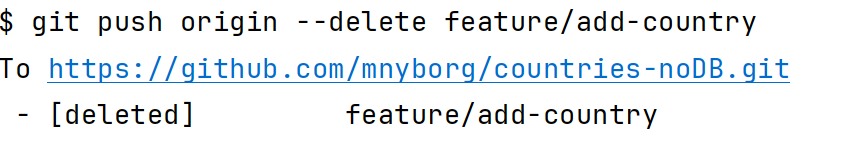 $ git push origin --delete feature/add-country
To https://github.com/mnyborg/countries-noDB.git
 - [deleted]         feature/add-country